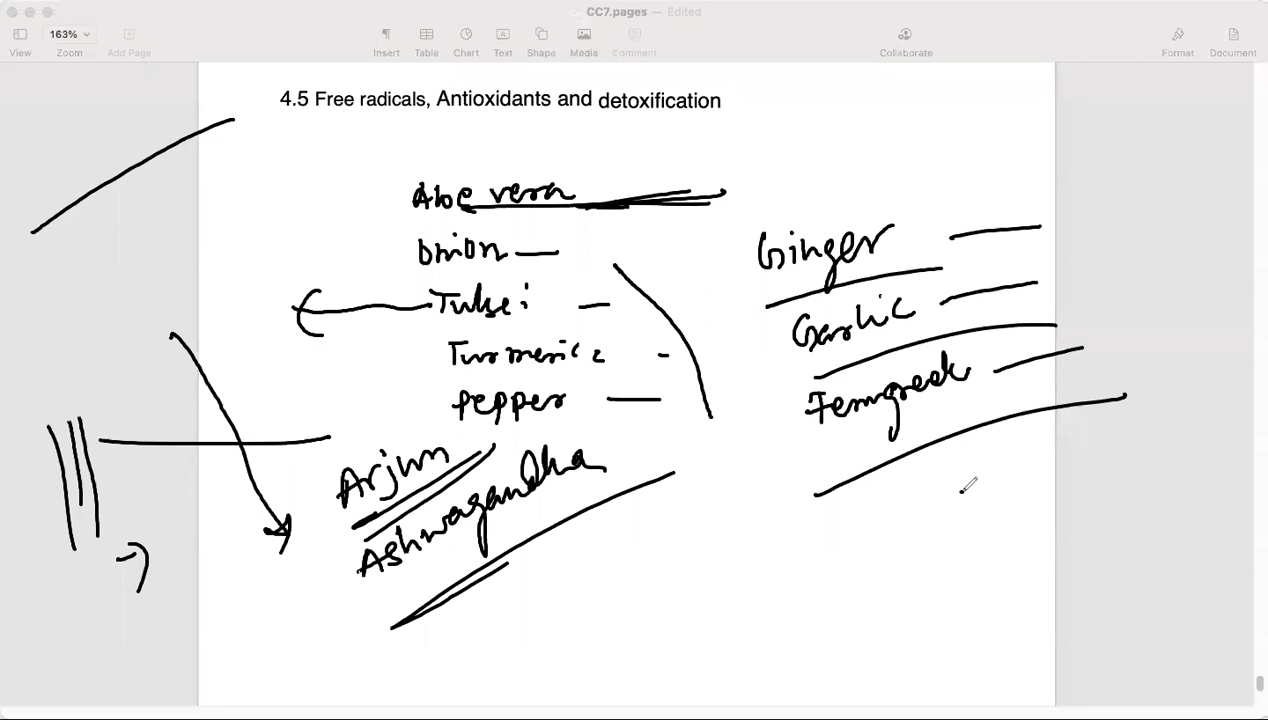 CC7.pages — Edited
163%
View
Zoom
Add Page
Insert
Table
Chart
Text
Shape
Media
Comment
Collaborate
Format
Document
4.5 Free radicals, Antioxidants and detoxification
Aloe vera
Onion
Tulsi
Turmeric
Pepper
Arjun
Ashwagandha
Ginger
Garlic
Fenugreek